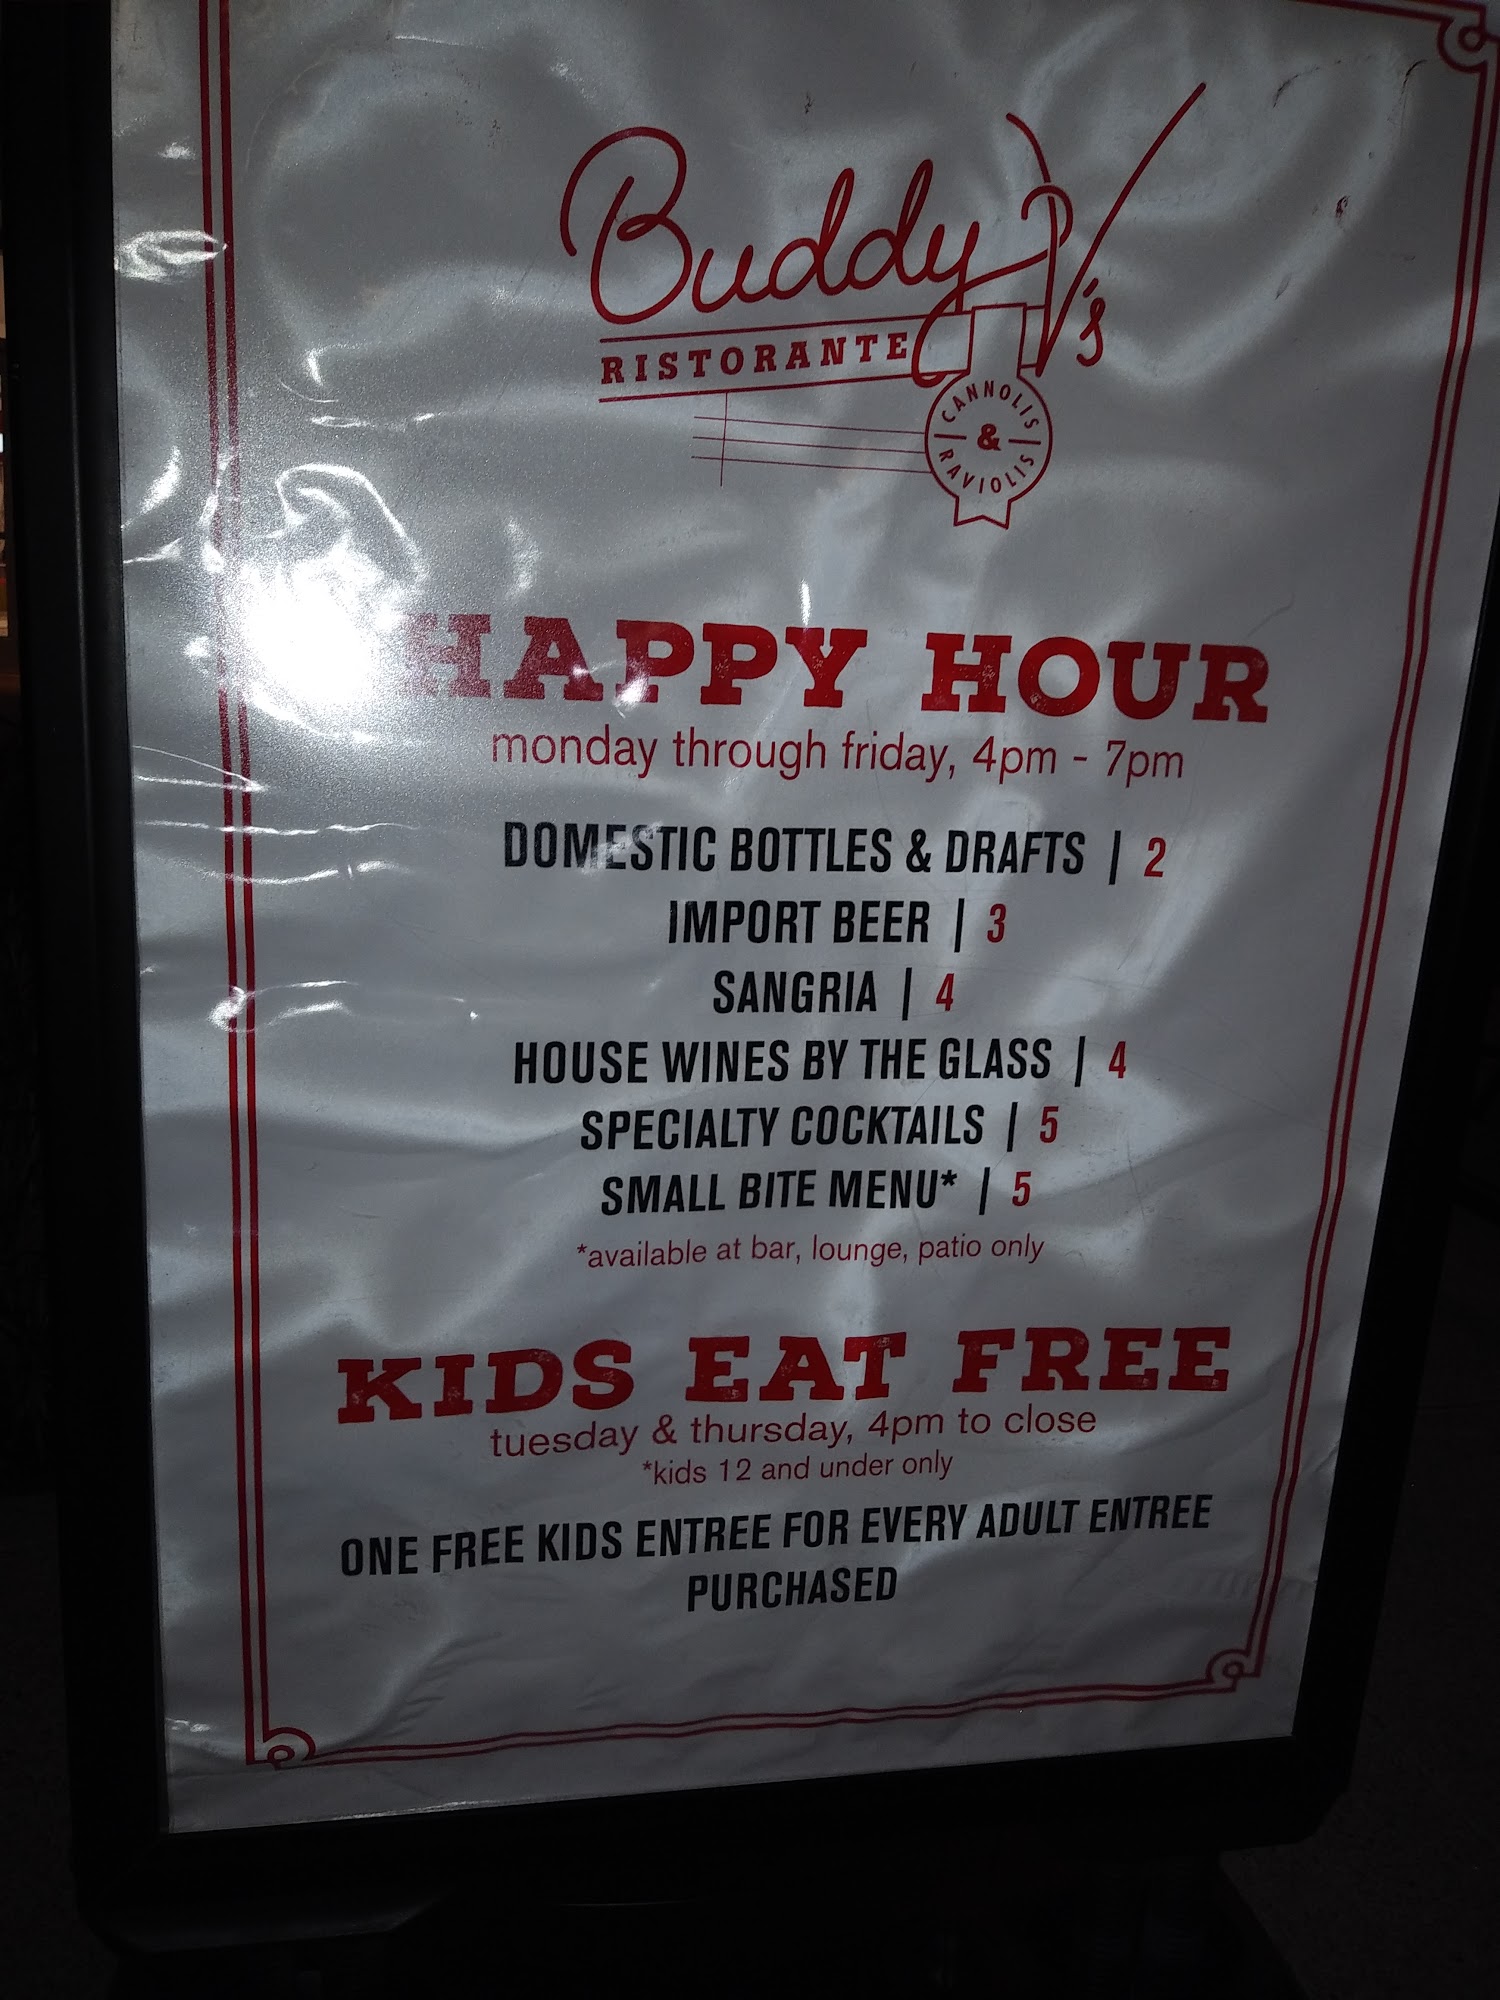 Buddy V's
RISTORANTE
CANNOLIS
&
RAVIOLIS
HAPPY HOUR
monday through friday, 4pm - 7pm
DOMESTIC BOTTLES & DRAFTS | 2
IMPORT BEER | 3
SANGRIA | 4
HOUSE WINES BY THE GLASS | 4
SPECIALTY COCKTAILS | 5
SMALL BITE MENU* | 5
*available at bar, lounge, patio only
KIDS EAT FREE
tuesday & thursday, 4pm to close
*kids 12 and under only
ONE FREE KIDS ENTREE FOR EVERY ADULT ENTREE
PURCHASED